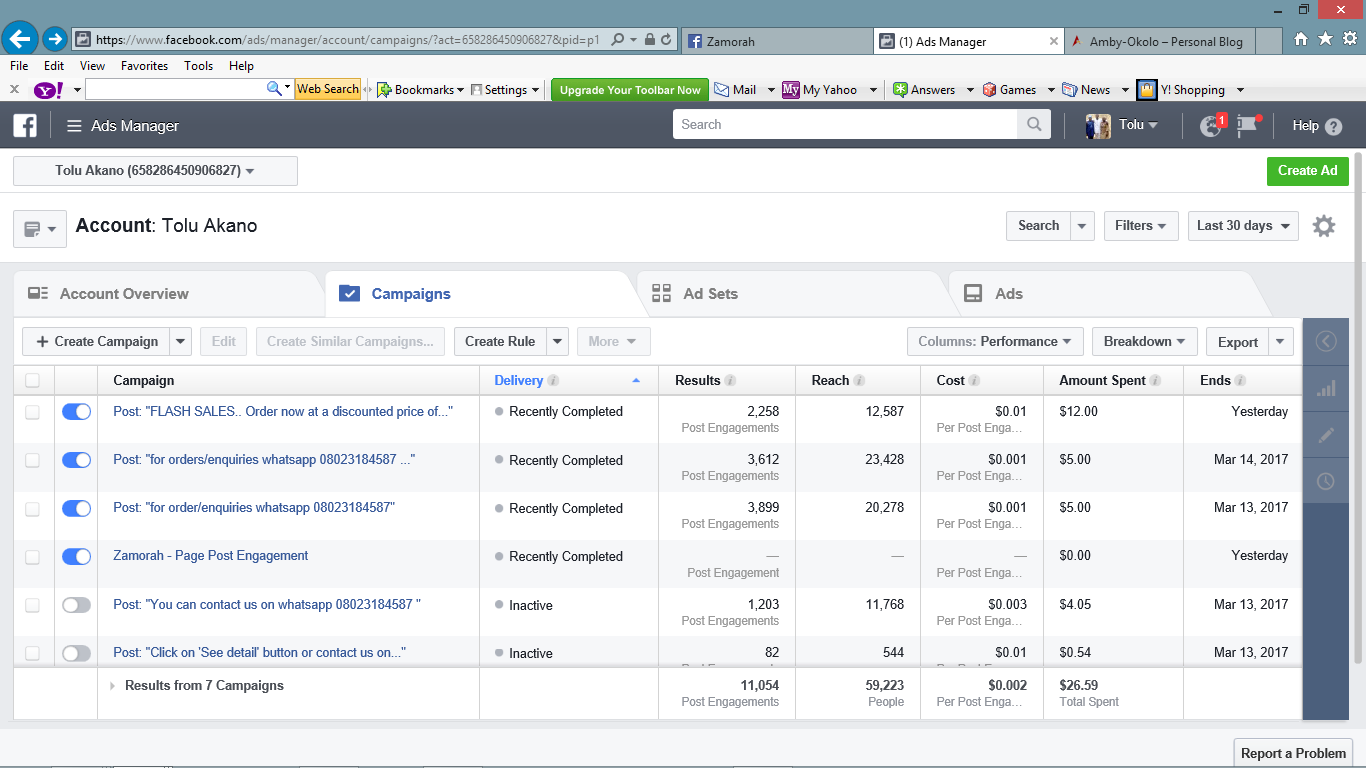 https://www.facebook.com/ads/manager/account/campaigns/?act=658286450906827&pid=p1
Zamorah
(1) Ads Manager
Amby-Okolo – Personal Blog
File Edit View Favorites Tools Help
Y!
Web Search
Bookmarks
Settings
Upgrade Your Toolbar Now
Mail
My My Yahoo
Answers
Games
News
Y! Shopping
Ads Manager
Search
Tolu
1
Help
Tolu Akano (658286450906827)
Create Ad
Account: Tolu Akano
Search
Filters
Last 30 days
Account Overview
Campaigns
Ad Sets
Ads
+ Create Campaign
Edit
Create Similar Campaigns...
Create Rule
More
Columns: Performance
Breakdown
Export
Campaign Delivery Results Reach Cost Amount Spent Ends
Post: "FLASH SALES.. Order now at a discounted price of..." Recently Completed 2,258 12,587 $0.01 $12.00 Yesterday
Post Engagements Per Post Enga...
Post: "for orders/enquiries whatsapp 08023184587 ..." Recently Completed 3,612 23,428 $0.001 $5.00 Mar 14, 2017
Post Engagements Per Post Enga...
Post: "for order/enquiries whatsapp 08023184587" Recently Completed 3,899 20,278 $0.001 $5.00 Mar 13, 2017
Post Engagements Per Post Enga...
Zamorah - Page Post Engagement Recently Completed — — — $0.00 Yesterday
Post Engagement Per Post Enga...
Post: "You can contact us on whatsapp 08023184587 " Inactive 1,203 11,768 $0.003 $4.05 Mar 13, 2017
Post Engagements Per Post Enga...
Post: "Click on 'See detail' button or contact us on..." Inactive 82 544 $0.01 $0.54 Mar 13, 2017
Results from 7 Campaigns 11,054 59,223 $0.002 $26.59
Post Engagements People Per Post Enga... Total Spent
Report a Problem